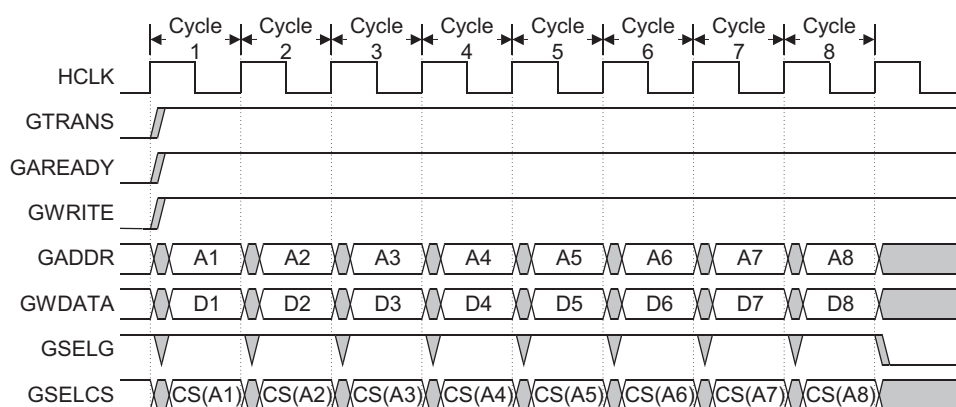 Cycle Cycle Cycle Cycle Cycle Cycle Cycle Cycle
1 2 3 4 5 6 7 8
HCLK
GTRANS
GAREADY
GWRITE
GADDR A1 A2 A3 A4 A5 A6 A7 A8
GWDATA D1 D2 D3 D4 D5 D6 D7 D8
GSELG
GSELCS CS(A1) CS(A2) CS(A3) CS(A4) CS(A5) CS(A6) CS(A7) CS(A8)